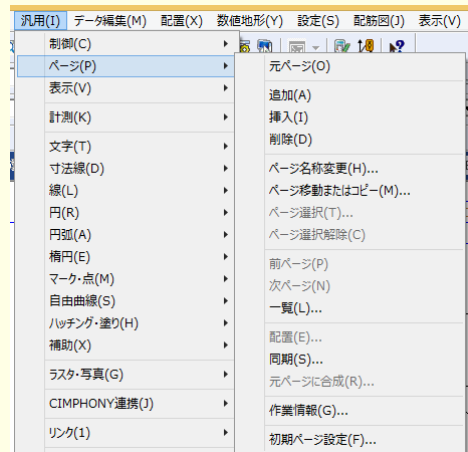 汎用(I) データ編集(M) 配置(X) 数値地形(Y) 設定(S) 配筋図(J) 表示(V)
制御(C)
ページ(P)
表示(V)
計測(K)
文字(T)
寸法線(D)
線(L)
円(R)
円弧(A)
楕円(E)
マーク・点(M)
自由曲線(S)
ハッチング・塗り(H)
補助(X)
ラスタ・写真(G)
CIMPHONY連携(J)
リンク(1)
元ページ(O)
追加(A)
挿入(I)
削除(D)
ページ名称変更(H)...
ページ移動またはコピー(M)...
ページ選択(T)...
ページ選択解除(C)
前ページ(P)
次ページ(N)
一覧(L)...
配置(E)...
同期(S)...
元ページに合成(R)...
作業情報(G)...
初期ページ設定(F)...